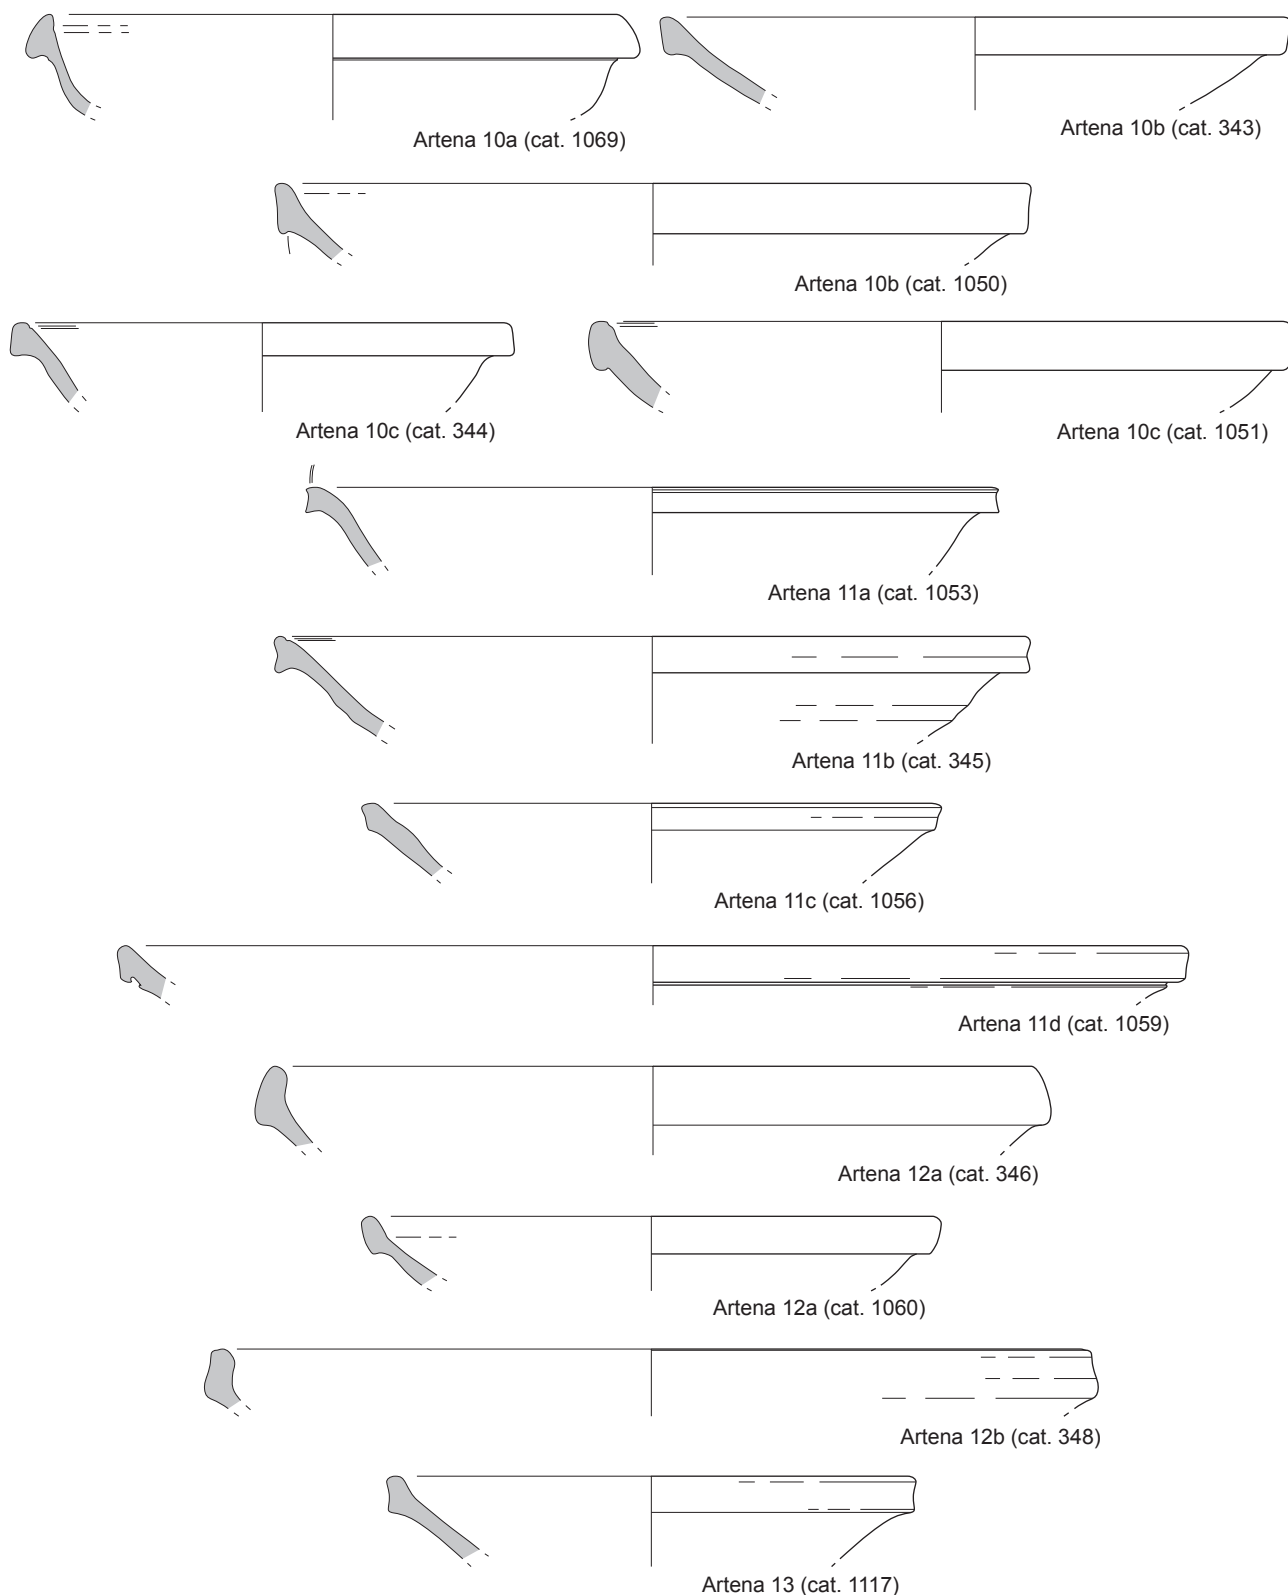 Artena 10a (cat. 1069)
Artena 10b (cat. 343)
Artena 10b (cat. 1050)
Artena 10c (cat. 344)
Artena 10c (cat. 1051)
Artena 11a (cat. 1053)
Artena 11b (cat. 345)
Artena 11c (cat. 1056)
Artena 11d (cat. 1059)
Artena 12a (cat. 346)
Artena 12a (cat. 1060)
Artena 12b (cat. 348)
Artena 13 (cat. 1117)